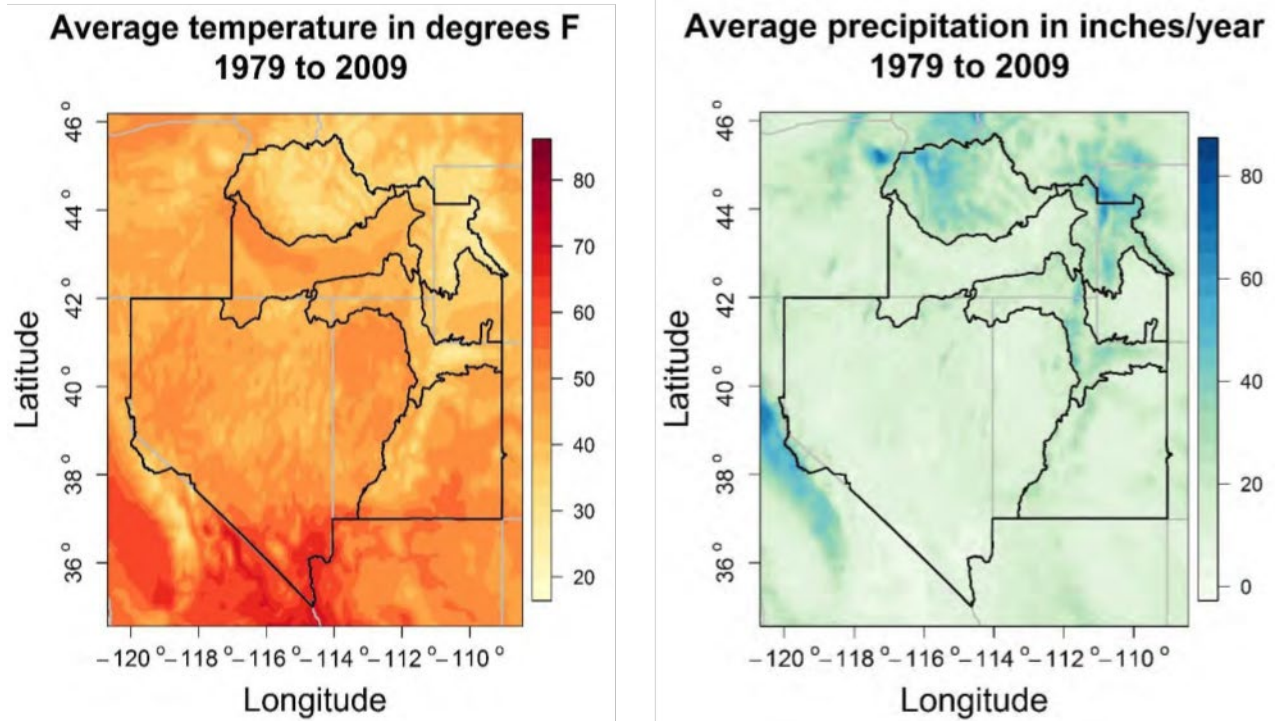 Average temperature in degrees F
1979 to 2009
46°
44°
42°
40°
38°
36°
Latitude
80
70
60
50
40
30
20
−120° −118° −116° −114 −112° −110°
Longitude
Average precipitation in inches/year
1979 to 2009
46°
44°
42°
40°
38°
36°
Latitude
80
60
40
20
0
−120° −118° −116° −114 −112° −110°
Longitude